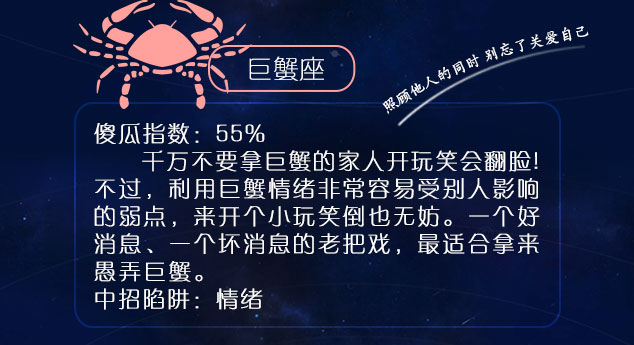 巨蟹座
照顾他人的同时 别忘了关爱自己
傻瓜指数：55%
千万不要拿巨蟹的家人开玩笑会翻脸!
不过，利用巨蟹情绪非常容易受别人影响
的弱点，来开个小玩笑倒也无妨。一个好
消息、一个坏消息的老把戏，最适合拿来
愚弄巨蟹。
中招陷阱：情绪